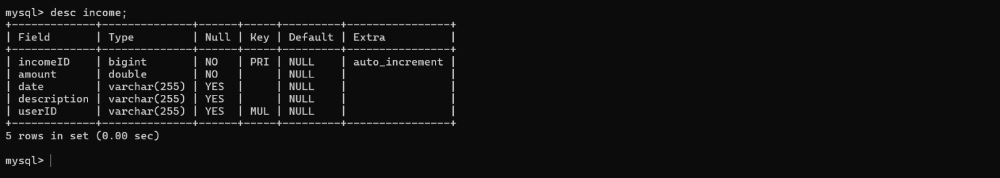 mysql> desc income;
+-------------+--------------+------+-----+---------+----------------+
| Field       | Type         | Null | Key | Default | Extra          |
+-------------+--------------+------+-----+---------+----------------+
| incomeID    | bigint       | NO   | PRI | NULL    | auto_increment |
| amount      | double       | NO   |     | NULL    |                |
| date        | varchar(255) | YES  |     | NULL    |                |
| description | varchar(255) | YES  |     | NULL    |                |
| userID      | varchar(255) | YES  | MUL | NULL    |                |
+-------------+--------------+------+-----+---------+----------------+
5 rows in set (0.00 sec)
mysql>